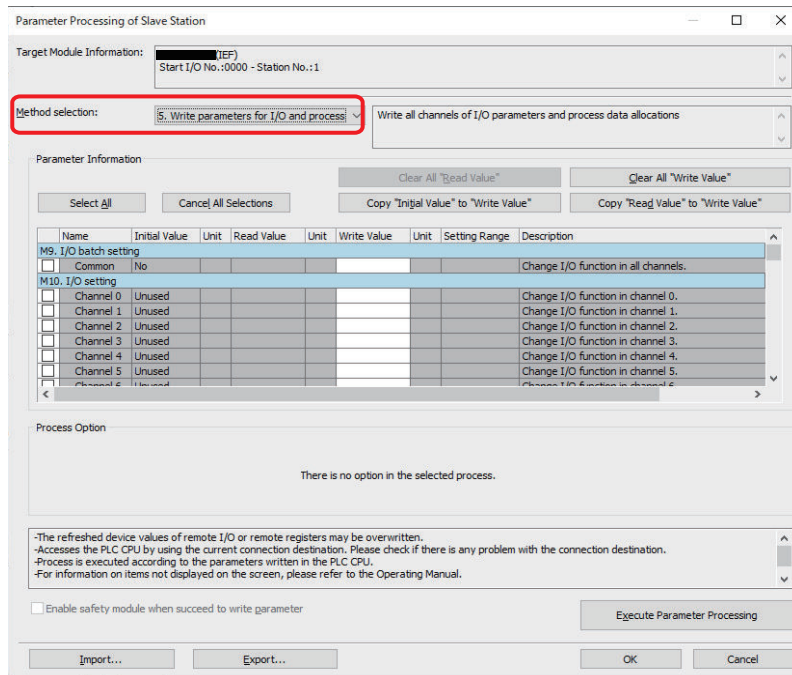 Parameter Processing of Slave Station
Target Module Information:
(IEF)
Start I/O No.:0000 - Station No.:1
Method selection:
5. Write parameters for I/O and process
Write all channels of I/O parameters and process data allocations
Parameter Information
Clear All "Read Value"
Clear All "Write Value"
Select All
Cancel All Selections
Copy "Initial Value" to "Write Value"
Copy "Read Value" to "Write Value"
Name Initial Value Unit Read Value Unit Write Value Unit Setting Range Description
M9. I/O batch setting
Common No Change I/O function in all channels.
M10. I/O setting
Channel 0 Unused Change I/O function in channel 0.
Channel 1 Unused Change I/O function in channel 1.
Channel 2 Unused Change I/O function in channel 2.
Channel 3 Unused Change I/O function in channel 3.
Channel 4 Unused Change I/O function in channel 4.
Channel 5 Unused Change I/O function in channel 5.
Channel 6 Unused Change I/O function in channel 6.
Process Option
There is no option in the selected process.
-The refreshed device values of remote I/O or remote registers may be overwritten.
-Accesses the PLC CPU by using the current connection destination. Please check if there is any problem with the connection destination.
-Process is executed according to the parameters written in the PLC CPU.
-For information on items not displayed on the screen, please refer to the Operating Manual.
Enable safety module when succeed to write parameter
Execute Parameter Processing
Import...
Export...
OK
Cancel